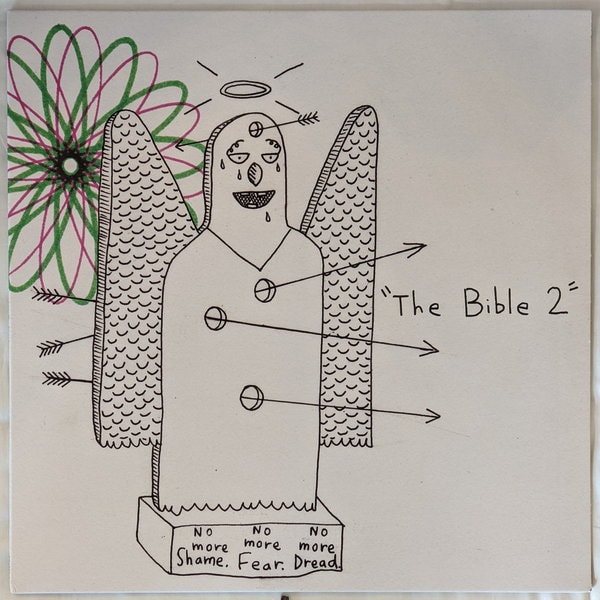 "The Bible 2"
No more Shame.
No more Fear.
No more Dread.